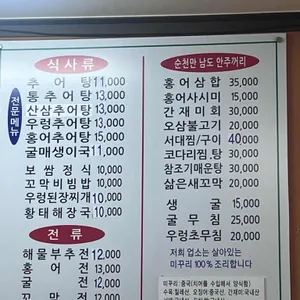 식사류
전문메뉴
추어탕 11,000
통추어탕 13,000
산삼추어탕 13,000
우렁추어탕 13,000
홍어추어탕 15,000
굴매생이국 11,000
보쌈정식 10,000
꼬막비빔밥 10,000
우렁된장찌개 10,000
황태해장국 10,000
전류
해물부추전 12,000
홍어전 13,000
굴전 12,000
꼬막전 12,000
순천만 남도 안주꺼리
홍어삼합 35,000
홍어사시미 15,000
간재미회 30,000
오삼불고기 20,000
서대찜/구이 40,000
코다리찜 30,000
참조기매운탕 30,000
삶은새꼬막 20,000
생굴 15,000
굴무침 25,000
우렁초무침 20,000
저희 업소는 살아있는
미꾸리 100% 조리합니다